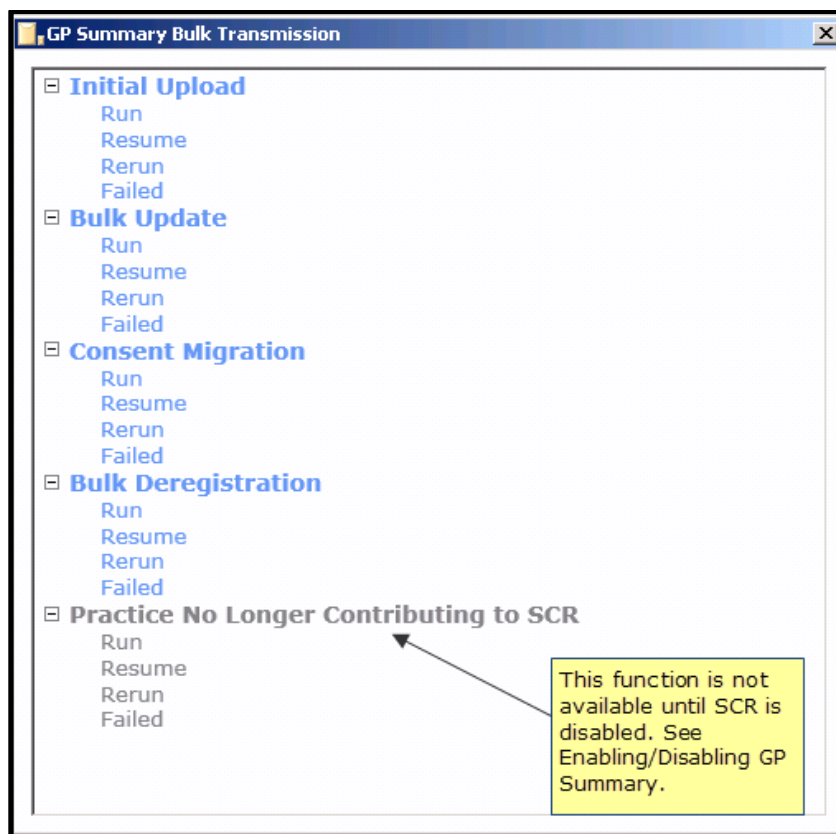 GP Summary Bulk Transmission
Initial Upload
Run
Resume
Rerun
Failed
Bulk Update
Run
Resume
Rerun
Failed
Consent Migration
Run
Resume
Rerun
Failed
Bulk Deregistration
Run
Resume
Rerun
Failed
Practice No Longer Contributing to SCR
Run
Resume
Rerun
Failed
This function is not
available until SCR is
disabled. See
Enabling/Disabling GP
Summary.